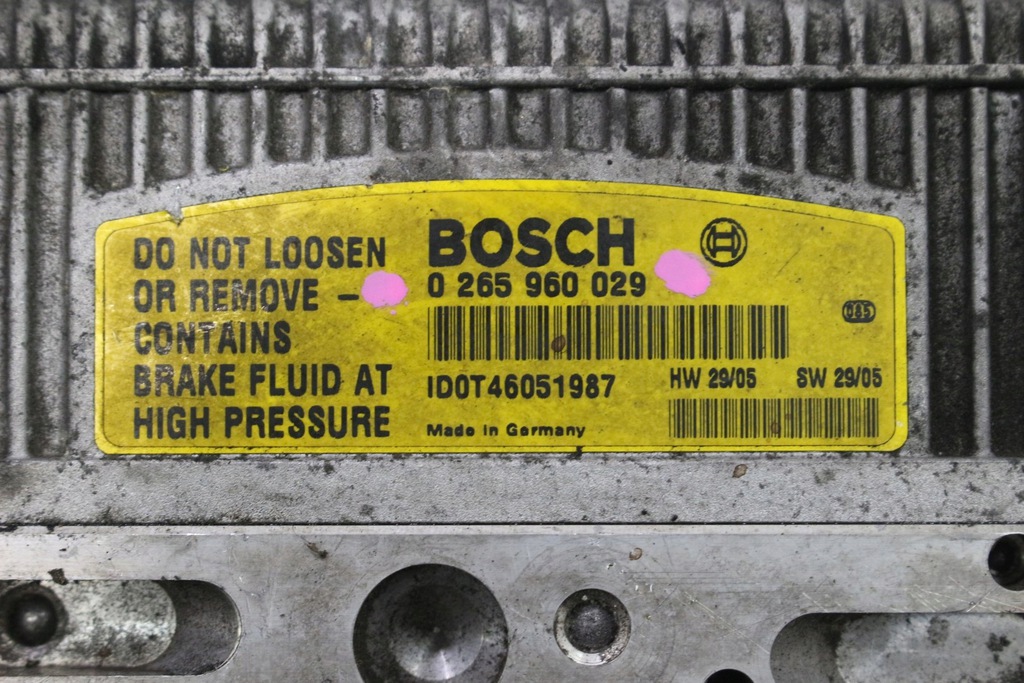 DO NOT LOOSEN
OR REMOVE –
CONTAINS
BRAKE FLUID AT
HIGH PRESSURE
BOSCH
0 265 960 029
085
ID0T46051987
HW 29/05 SW 29/05
Made in Germany